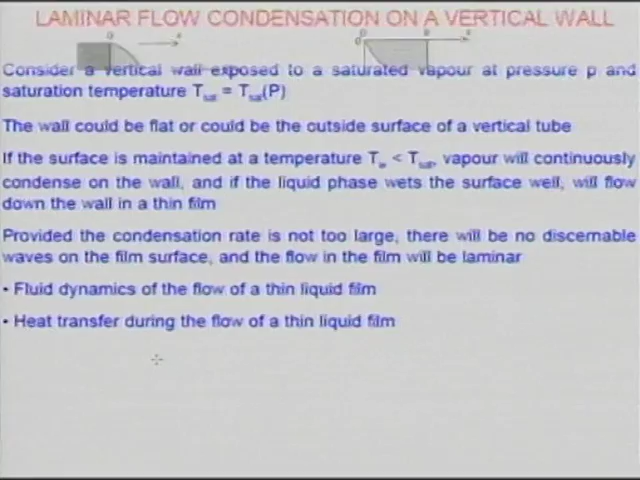 LAMINAR FLOW CONDENSATION ON A VERTICAL WALL
Consider a vertical wall exposed to a saturated vapour at pressure p and
saturation temperature Tsat = Tsat(P)
The wall could be flat or could be the outside surface of a vertical tube
If the surface is maintained at a temperature Tw < Tsat, vapour will continuously
condense on the wall, and if the liquid phase wets the surface well, will flow
down the wall in a thin film
Provided the condensation rate is not too large, there will be no discernable
waves on the film surface, and the flow in the film will be laminar
• Fluid dynamics of the flow of a thin liquid film
• Heat transfer during the flow of a thin liquid film